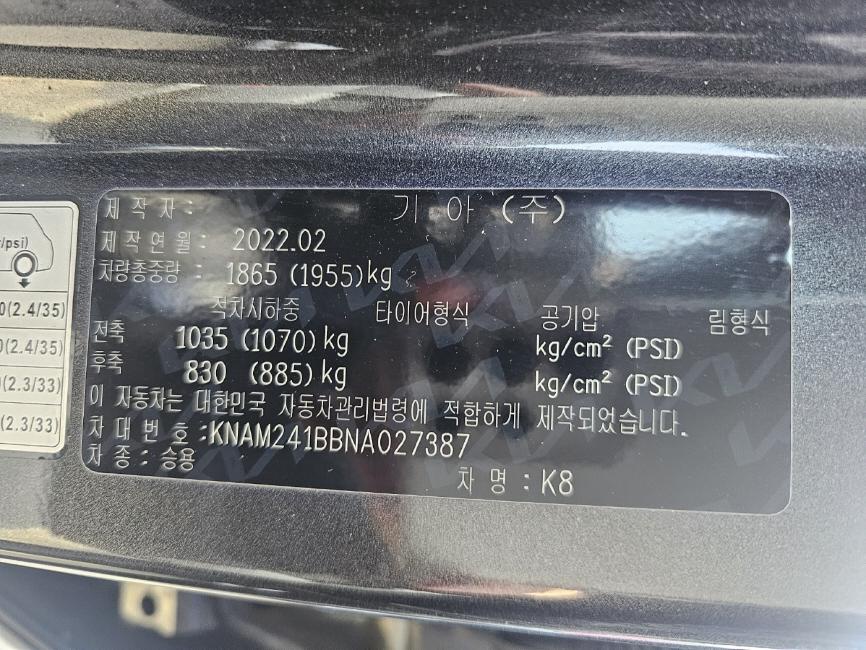 제 작 자 : 기 아 (주)
제 작 연 월 : 2022.02
차량총중량 : 1865 (1955)kg
적차시하중 타이어형식 공기압 림형식
전축 1035 (1070) kg kg/cm² (PSI)
후축 830 (885) kg kg/cm² (PSI)
이 자동차는 대한민국 자동차관리법령에 적합하게 제작되었습니다.
차 대 번 호 : KNAM241BBNA027387
차 종 : 승용
차 명 : K8
/psi)
0(2.4/35)
0(2.4/35)
(2.3/33)
(2.3/33)